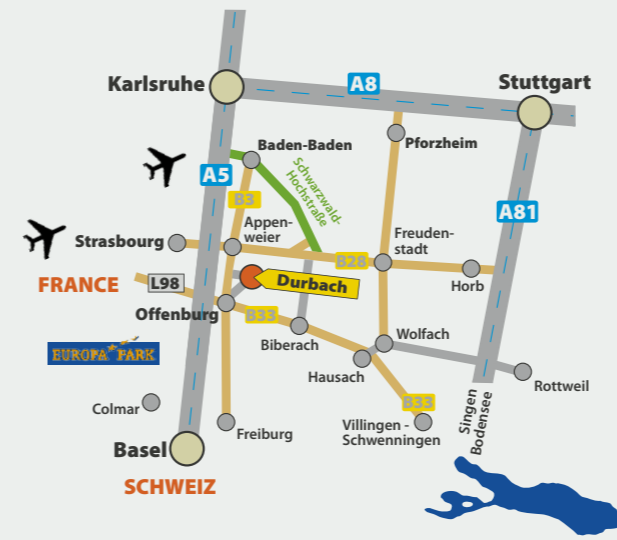 Karlsruhe
A8
Stuttgart
Baden-Baden
Pforzheim
Schwarzwald-
Hochstraße
A5
B3
A81
Appen-
weier
Strasbourg
Freuden-
stadt
B28
Horb
FRANCE
L98
Durbach
Offenburg
B33
Biberach
Wolfach
EUROPA PARK
Hausach
Rottweil
Colmar
B33
Singen
Bodensee
Freiburg
Villingen -
Schwenningen
Basel
SCHWEIZ